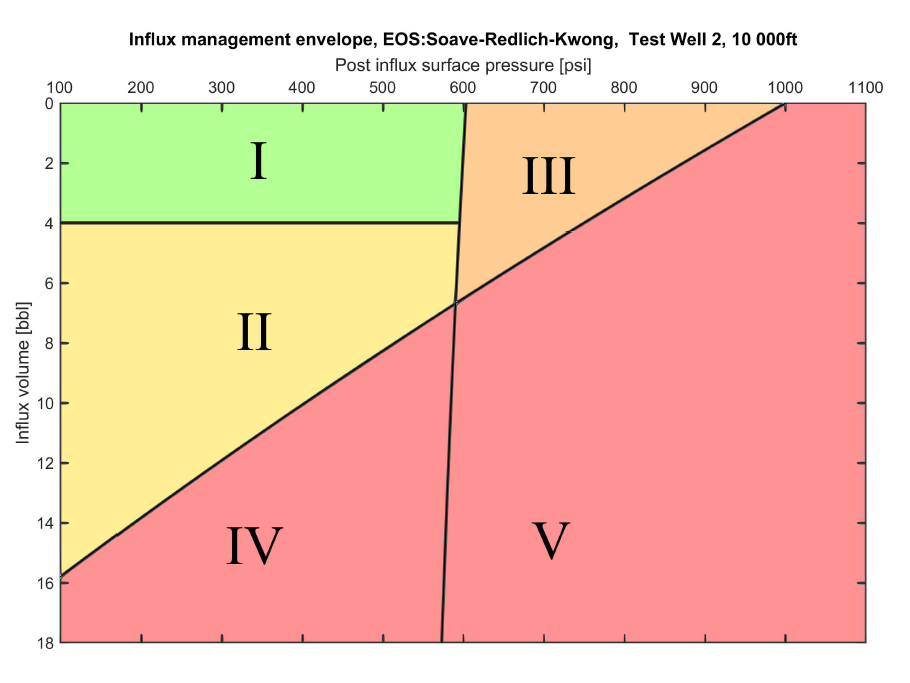 Influx management envelope, EOS:Soave-Redlich-Kwong,  Test Well 2, 10 000ft
Post influx surface pressure [psi]
100 200 300 400 500 600 700 800 900 1000 1100
0
2
4
6
8
10
12
14
16
18
Influx volume [bbl]
I
III
II
IV
V